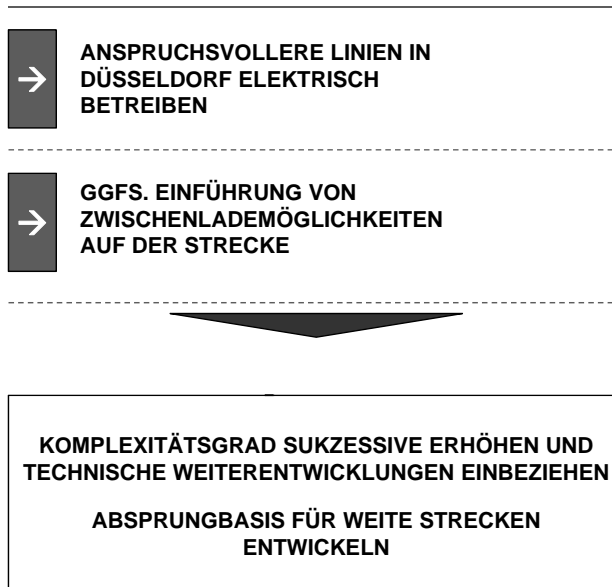 ANSPRUCHSVOLLERE LINIEN IN
DÜSSELDORF ELEKTRISCH
BETREIBEN
GGFS. EINFÜHRUNG VON
ZWISCHENLADEMÖGLICHKEITEN
AUF DER STRECKE
KOMPLEXITÄTSGRAD SUKZESSIVE ERHÖHEN UND
TECHNISCHE WEITERENTWICKLUNGEN EINBEZIEHEN
ABSPRUNGBASIS FÜR WEITE STRECKEN
ENTWICKELN